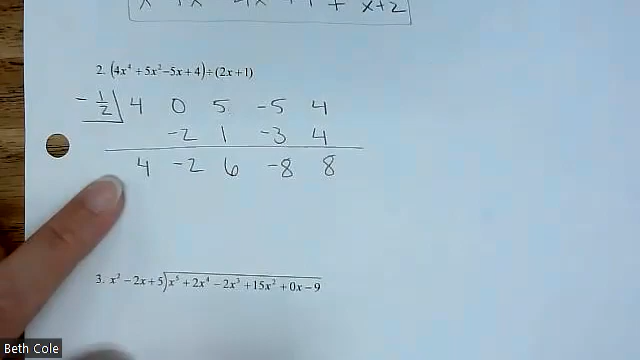 + x+2
2. (4x⁴ + 5x² –5x + 4) ÷ (2x +1)
- 1/2 | 4 0 5 -5 4
-2 1 -3 4
4 -2 6 -8 8
3. x² – 2x + 5)x⁵ + 2x⁴ – 2x³ +15x² + 0x – 9
Beth Cole